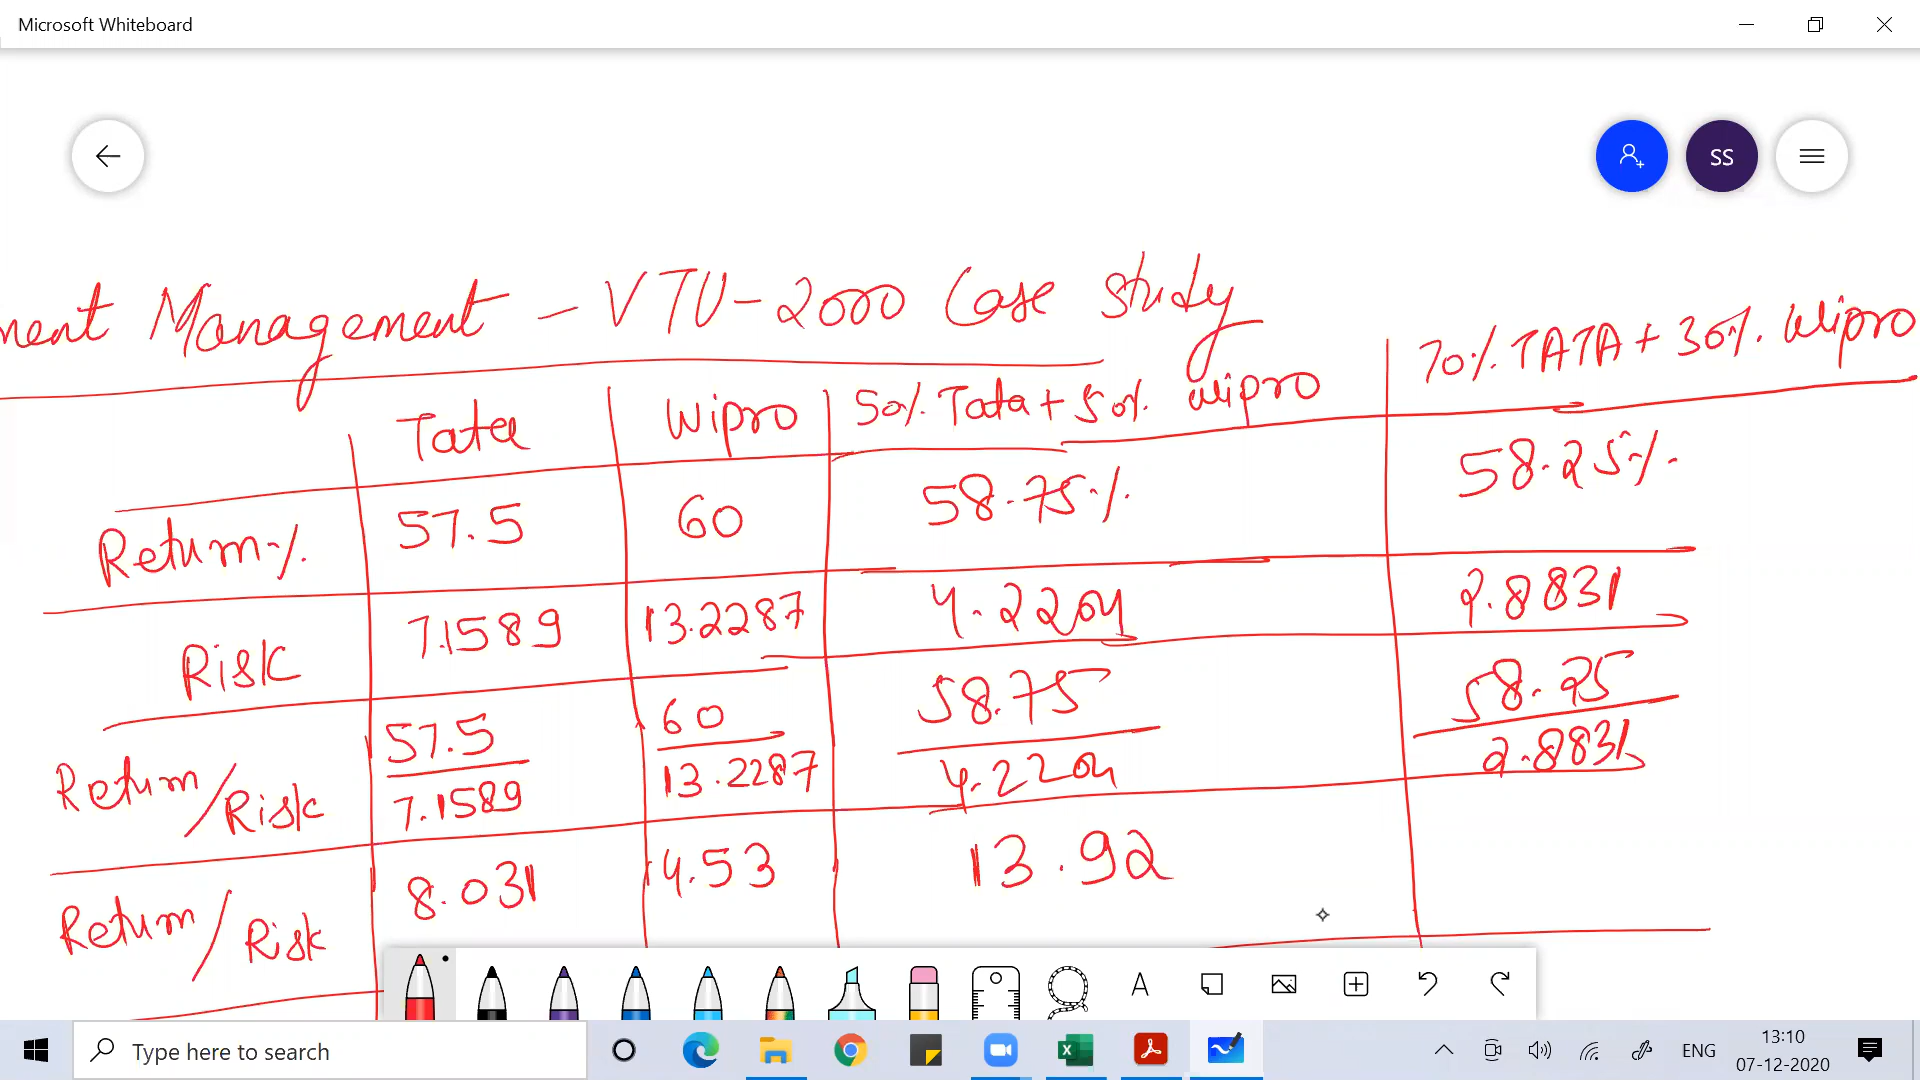 Microsoft Whiteboard
SS
ment Management - VTU-2000 Case Study
Tata Wipro 50% Tata + 50% Wipro 70% TATA + 30% Wipro
Return % 57.5 60 58.75% 58.25%
Risk 7.1589 13.2287 4.2204 2.8831
Return/Risk 57.5/7.1589 60/13.2287 58.75/4.2204 58.25/2.8831
Return/Risk 8.031 4.53 13.92
A
Type here to search
ENG
13:10
07-12-2020